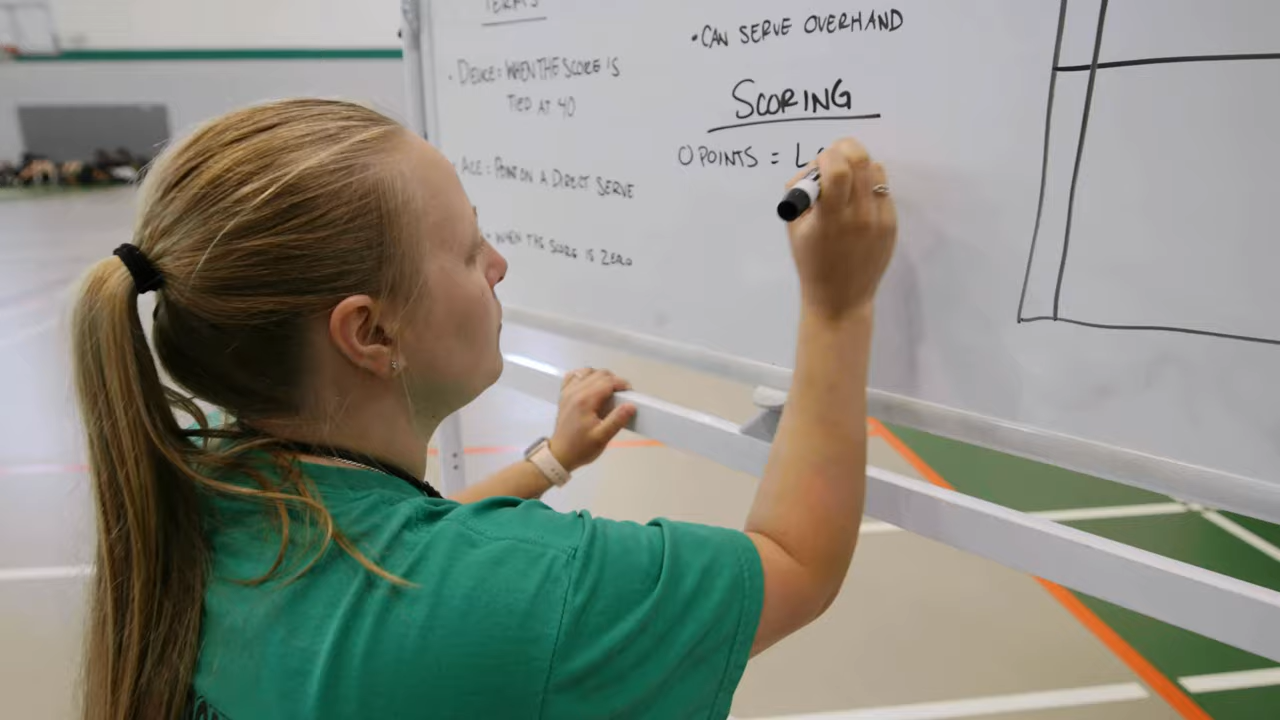 TERMS
• DEUCE = WHEN THE SCORE IS
TIED AT 40
• ACE = POINT ON A DIRECT SERVE
= WHEN THE SCORE IS ZERO
• CAN SERVE OVERHAND
SCORING
0 POINTS = L